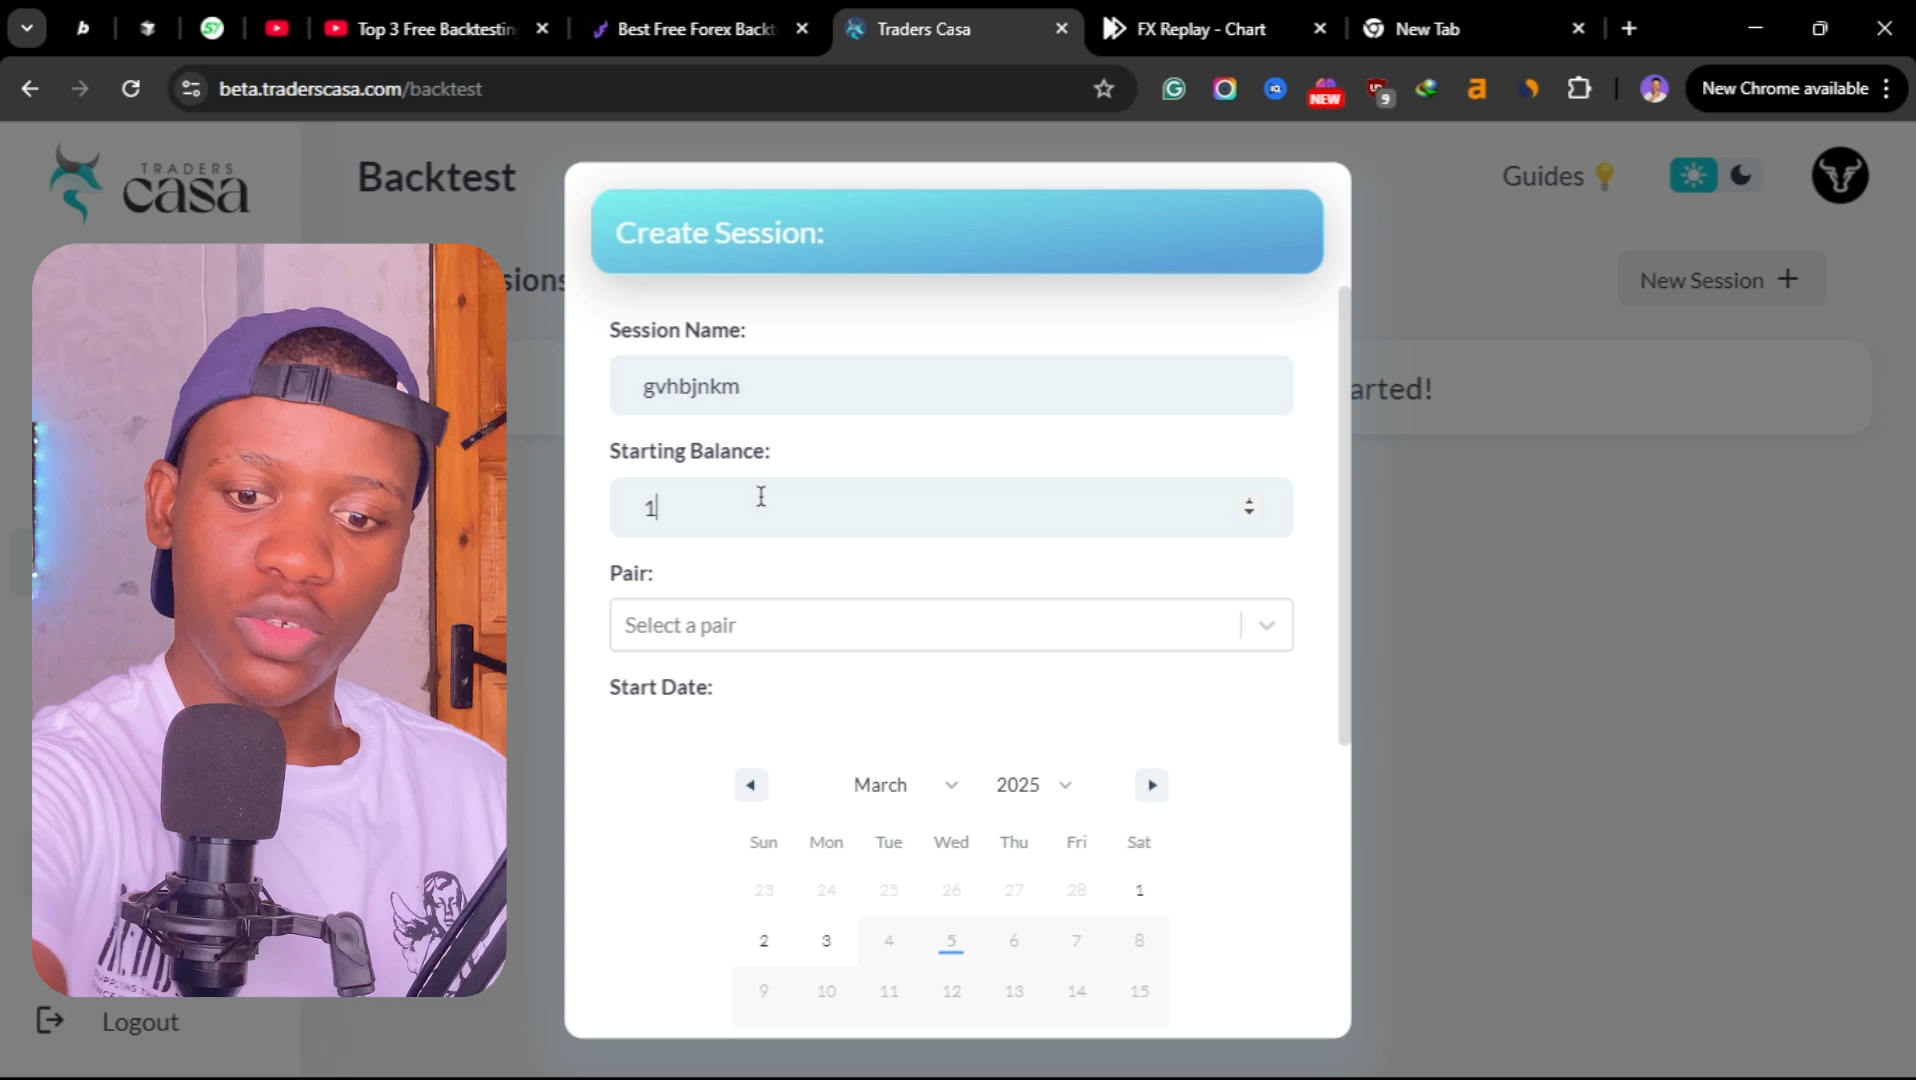 Top 3 Free Backtestin
Best Free Forex Backt
Traders Casa
FX Replay - Chart
New Tab
beta.traderscasa.com/backtest
NEW
9
New Chrome available
TRADERS
casa
Backtest
Guides
Create Session:
sions
New Session +
Session Name:
gvhbjnkm
arted!
Starting Balance:
1
Pair:
Select a pair
Start Date:
March 2025
Sun Mon Tue Wed Thu Fri Sat
23 24 25 26 27 28 1
2 3 4 5 6 7 8
9 10 11 12 13 14 15
Logout